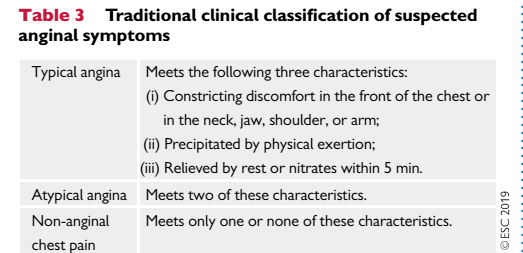 Table 3 Traditional clinical classification of suspected
anginal symptoms
Typical angina Meets the following three characteristics:
(i) Constricting discomfort in the front of the chest or
in the neck, jaw, shoulder, or arm;
(ii) Precipitated by physical exertion;
(iii) Relieved by rest or nitrates within 5 min.
Atypical angina Meets two of these characteristics.
Non-anginal Meets only one or none of these characteristics.
chest pain
© ESC 2019